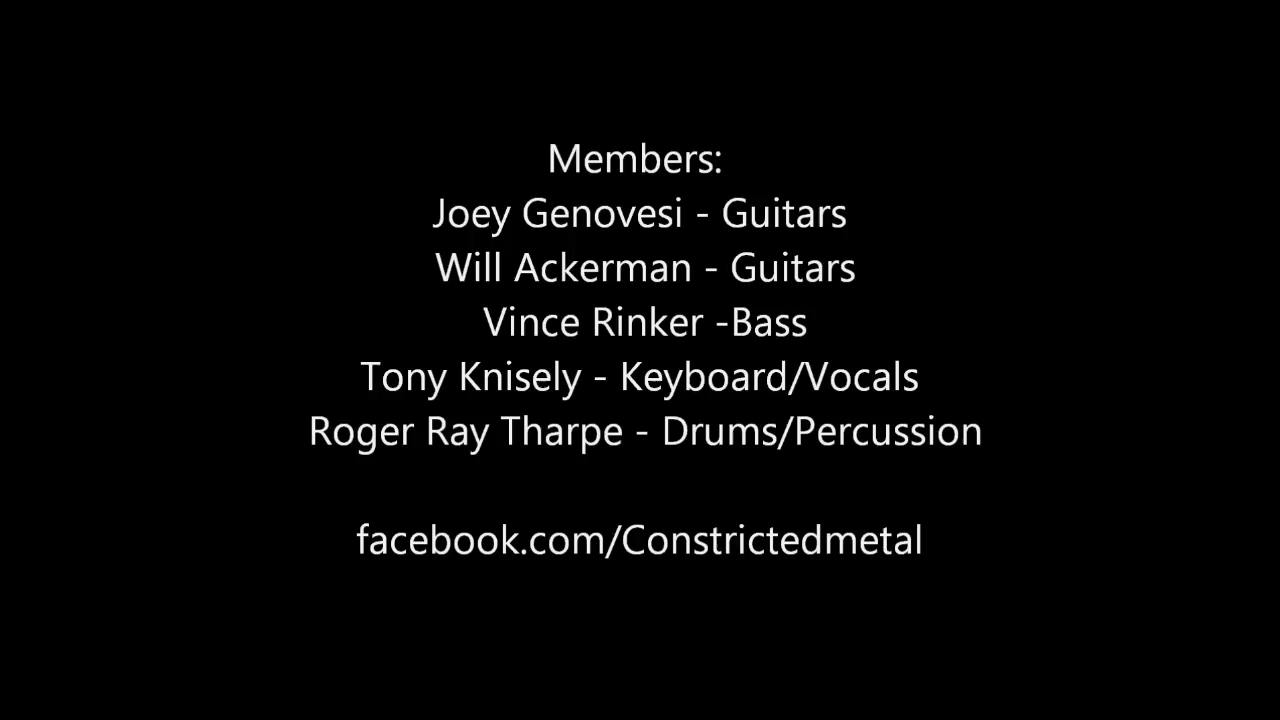 Members:
Joey Genovesi - Guitars
Will Ackerman - Guitars
Vince Rinker -Bass
Tony Knisely - Keyboard/Vocals
Roger Ray Tharpe - Drums/Percussion
facebook.com/Constrictedmetal